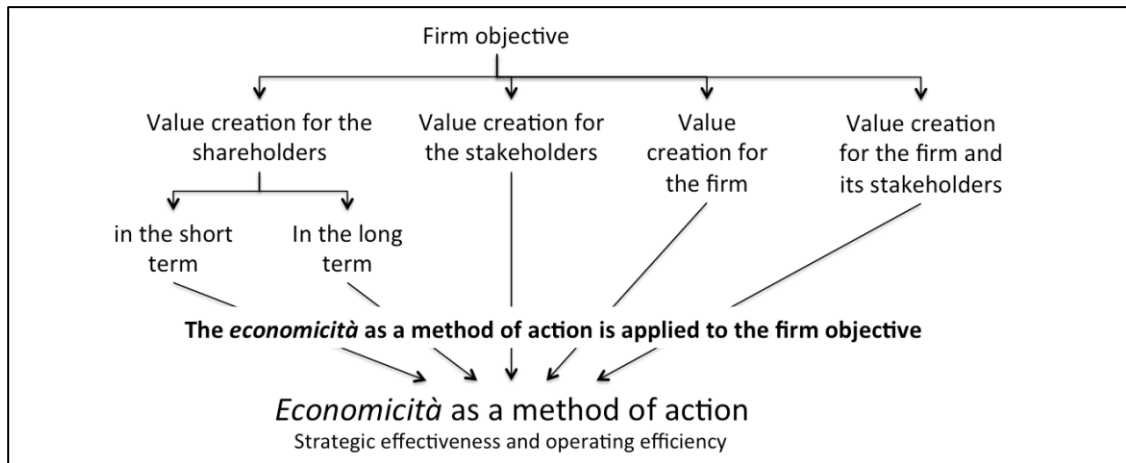 Firm objective
Value creation for the
shareholders
Value creation for
the stakeholders
Value
creation for
the firm
Value creation
for the firm and
its stakeholders
in the short
term
In the long
term
The economicità as a method of action is applied to the firm objective
Economicità as a method of action
Strategic effectiveness and operating efficiency